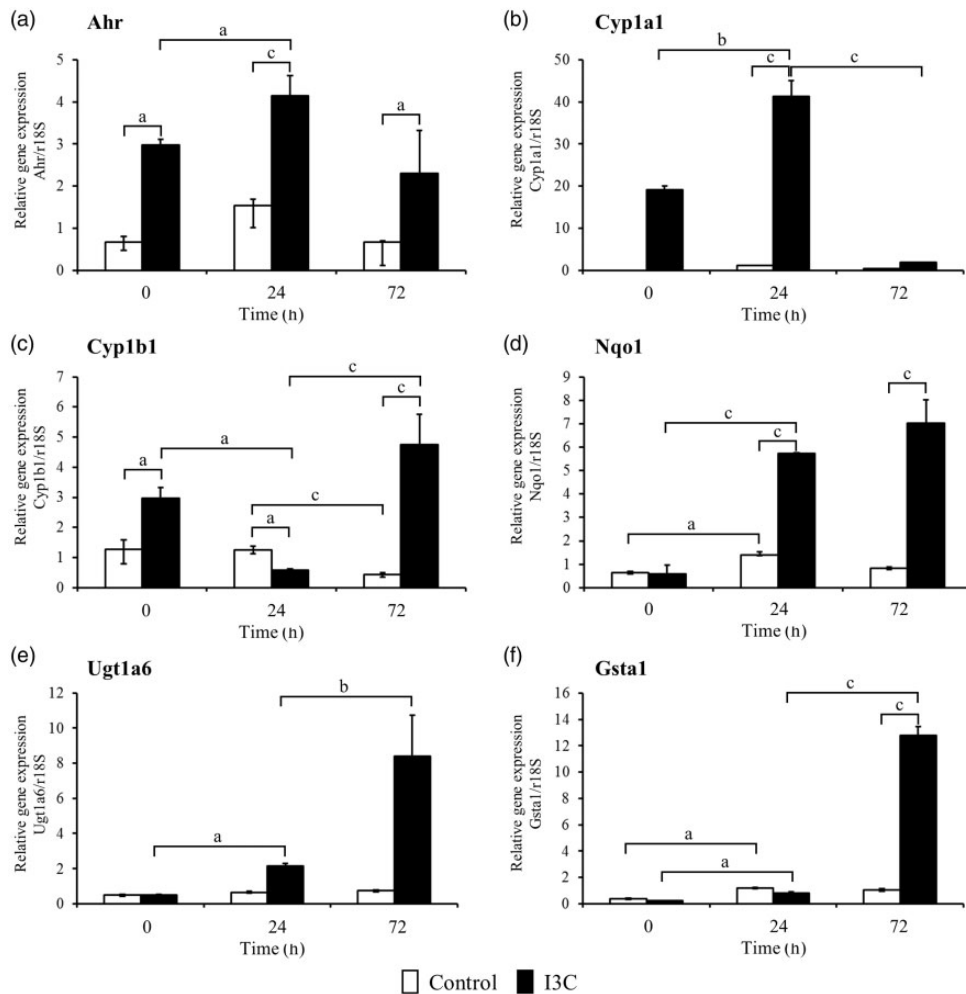 (a) Ahr
Relative gene expression
Ahr/r18S
5
4
3
2
1
0
a
a
c
a
0 24 72
Time (h)
(b) Cyp1a1
Relative gene expression
Cyp1a1/r18S
50
40
30
20
10
0
b
c
c
0 24 72
Time (h)
(c) Cyp1b1
Relative gene expression
Cyp1b1/r18S
7
6
5
4
3
2
1
0
c
c
a
a
c
a
0 24 72
Time (h)
(d) Nqo1
Relative gene expression
Nqo1/r18S
9
8
7
6
5
4
3
2
1
0
c
c
c
a
0 24 72
Time (h)
(e) Ugt1a6
Relative gene expression
Ugt1a6/r18S
12
10
8
6
4
2
0
b
a
0 24 72
Time (h)
(f) Gsta1
Relative gene expression
Gsta1/r18S
16
14
12
10
8
6
4
2
0
c
c
a
a
0 24 72
Time (h)
Control I3C